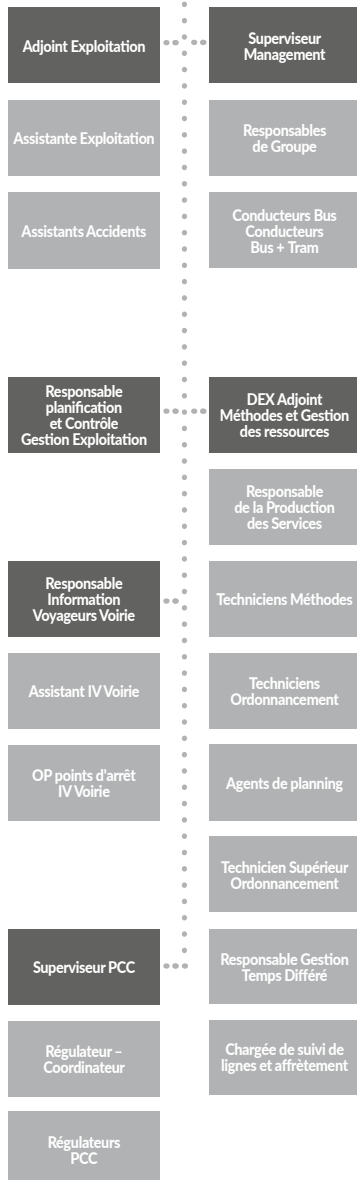 Adjoint Exploitation
Superviseur
Management
Assistante Exploitation
Responsables
de Groupe
Assistants Accidents
Conducteurs Bus
Conducteurs
Bus + Tram
Responsable
planification
et Contrôle
Gestion Exploitation
DEX Adjoint
Méthodes et Gestion
des ressources
Responsable
de la Production
des Services
Responsable
Information
Voyageurs Voirie
Techniciens Méthodes
Assistant IV Voirie
Techniciens
Ordonnancement
OP points d'arrêt
IV Voirie
Agents de planning
Technicien Supérieur
Ordonnancement
Superviseur PCC
Responsable Gestion
Temps Différé
Régulateur –
Coordinateur
Chargée de suivi de
lignes et affrètement
Régulateurs
PCC